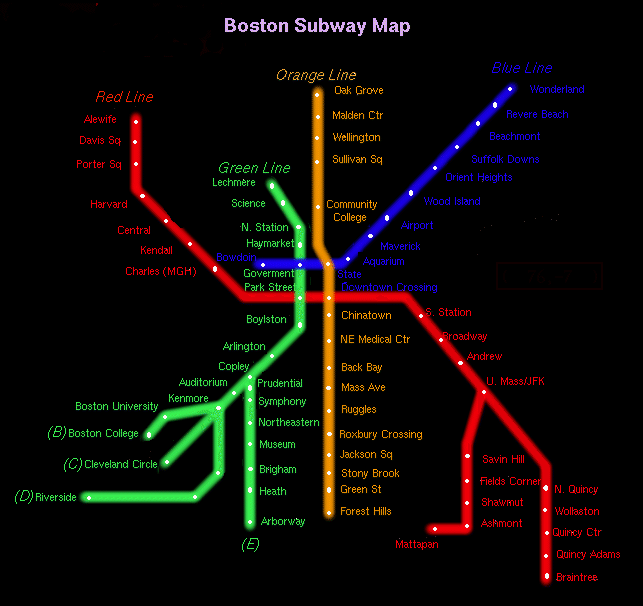 Boston Subway Map
Orange Line
Blue Line
Red Line
Green Line
Alewife
Davis Sq
Porter Sq
Harvard
Central
Kendall
Charles (MGH)
Lechmere
Science
N. Station
Haymarket
Bowdoin
Goverment
Park Street
Boylston
Arlington
Copley
Auditorium
Kenmore
Boston University
(B) Boston College
(C) Cleveland Circle
(D) Riverside
Prudential
Symphony
Northeastern
Museum
Brigham
Heath
Arborway
(E)
Oak Grove
Malden Ctr
Wellington
Sullivan Sq
Community
College
State
Downtown Crossing
Chinatown
NE Medical Ctr
Back Bay
Mass Ave
Ruggles
Roxbury Crossing
Jackson Sq
Stony Brook
Green St
Forest Hills
Wonderland
Revere Beach
Beachmont
Suffolk Downs
Orient Heights
Wood Island
Airport
Maverick
Aquarium
S. Station
Broadway
Andrew
U. Mass/JFK
Savin Hill
Fields Corner
Shawmut
Ashmont
Mattapan
N. Quincy
Wollaston
Quincy Ctr
Quincy Adams
Braintree